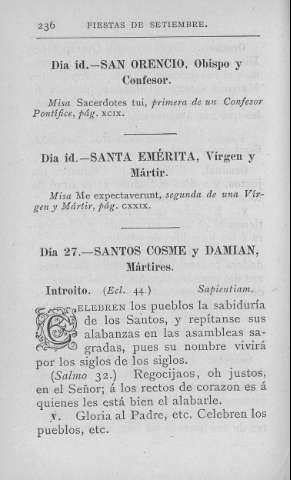 236 FIESTAS DE SETIEMBRE.
Día id.—SAN ORENCIO, Obispo y
Confesor.
Misa Sacerdotes tui, primera de un Confesor
Pontífice, pág. XCIX.
Día id.—SANTA EMÉRITA, Vírgen y
Mártir.
Misa Me expectaverunt, segunda de una Vír-
gen y Mártir, pág. CXXIX.
Día 27.—SANTOS COSME y DAMIAN,
Mártires.
Introito. (Ecl. 44.) Sapientiam.
CELEBREN los pueblos la sabiduría
de los Santos, y repítanse sus
alabanzas en las asambleas sa-
gradas, pues su nombre vivirá
por los siglos de los siglos.
(Salmo 32.) Regocijaos, oh justos,
en el Señor; á los rectos de corazon es á
quienes les está bien el alabarle.
℣. Gloria al Padre, etc. Celebren los
pueblos, etc.